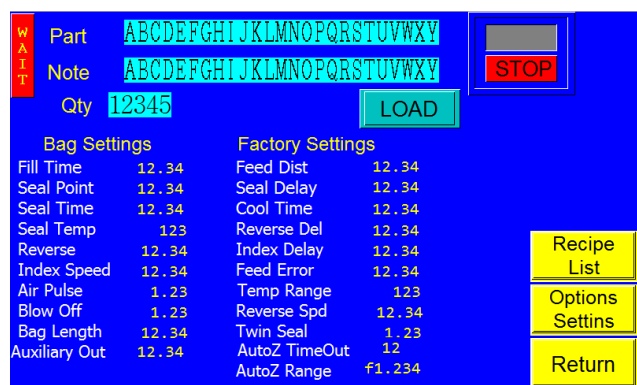 WAIT
Part ABCDEFGHIJKLMNOPQRSTUVWXY
Note ABCDEFGHIJKLMNOPQRSTUVWXY
STOP
Qty 12345
LOAD
Bag Settings Factory Settings
Fill Time 12.34 Feed Dist 12.34
Seal Point 12.34 Seal Delay 12.34
Seal Time 12.34 Cool Time 12.34
Seal Temp 123 Reverse Del 12.34
Reverse 12.34 Index Delay 12.34
Index Speed 12.34 Feed Error 12.34
Air Pulse 1.23 Temp Range 123
Blow Off 1.23 Reverse Spd 12.34
Bag Length 12.34 Twin Seal 1.23
Auxiliary Out 12.34 AutoZ TimeOut 12
AutoZ Range f1.234
Recipe
List
Options
Settins
Return